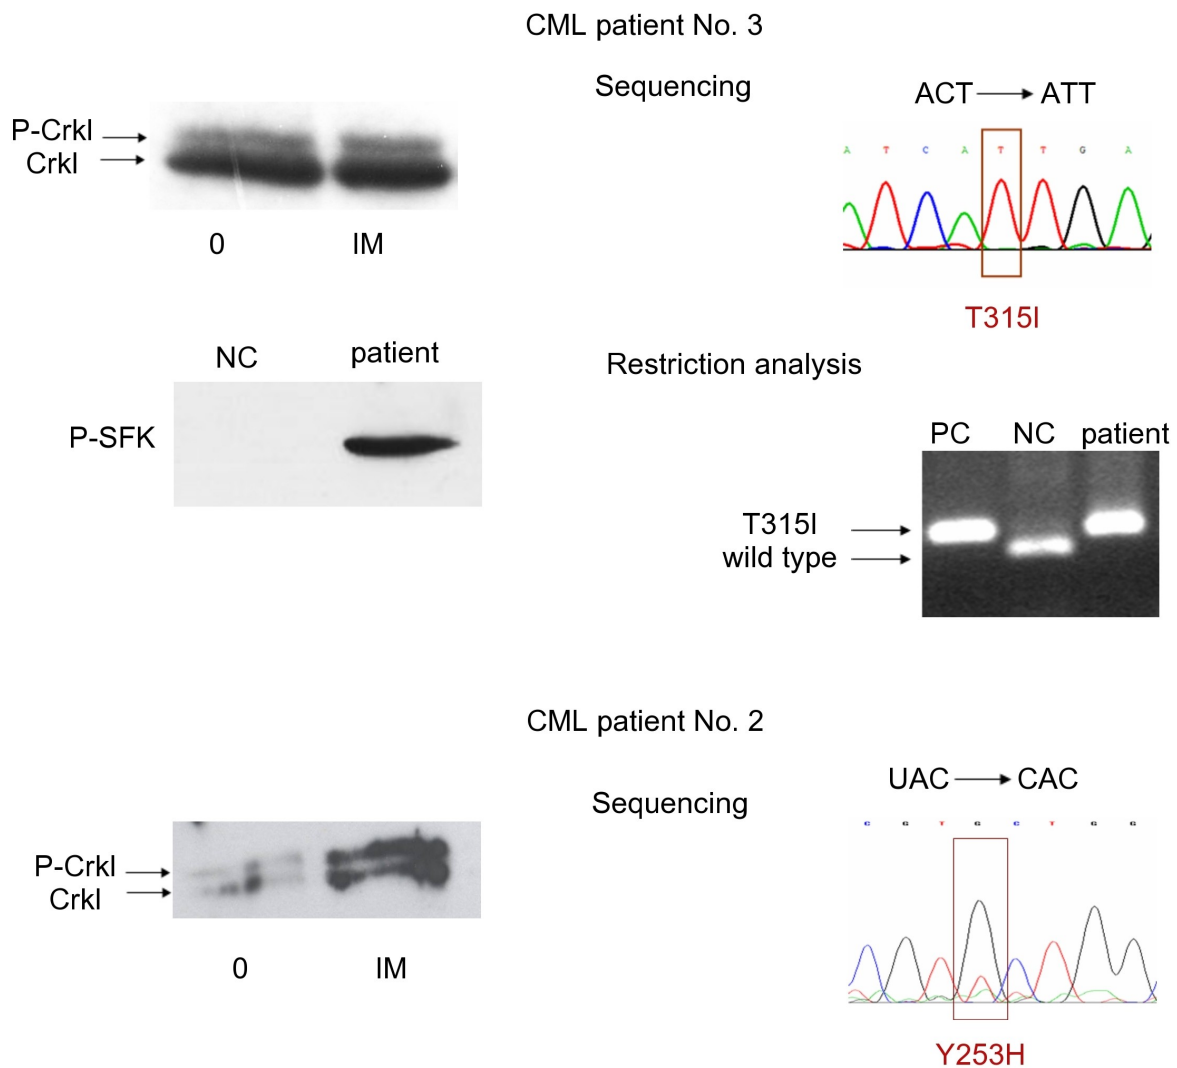 CML patient No. 3
Sequencing
ACT → ATT
P-Crkl
Crkl
A T C A T T G A
0 IM
T315I
NC patient
Restriction analysis
P-SFK
PC NC patient
T315I
wild type
CML patient No. 2
Sequencing
UAC → CAC
C G T G C T G G
P-Crkl
Crkl
0 IM
Y253H